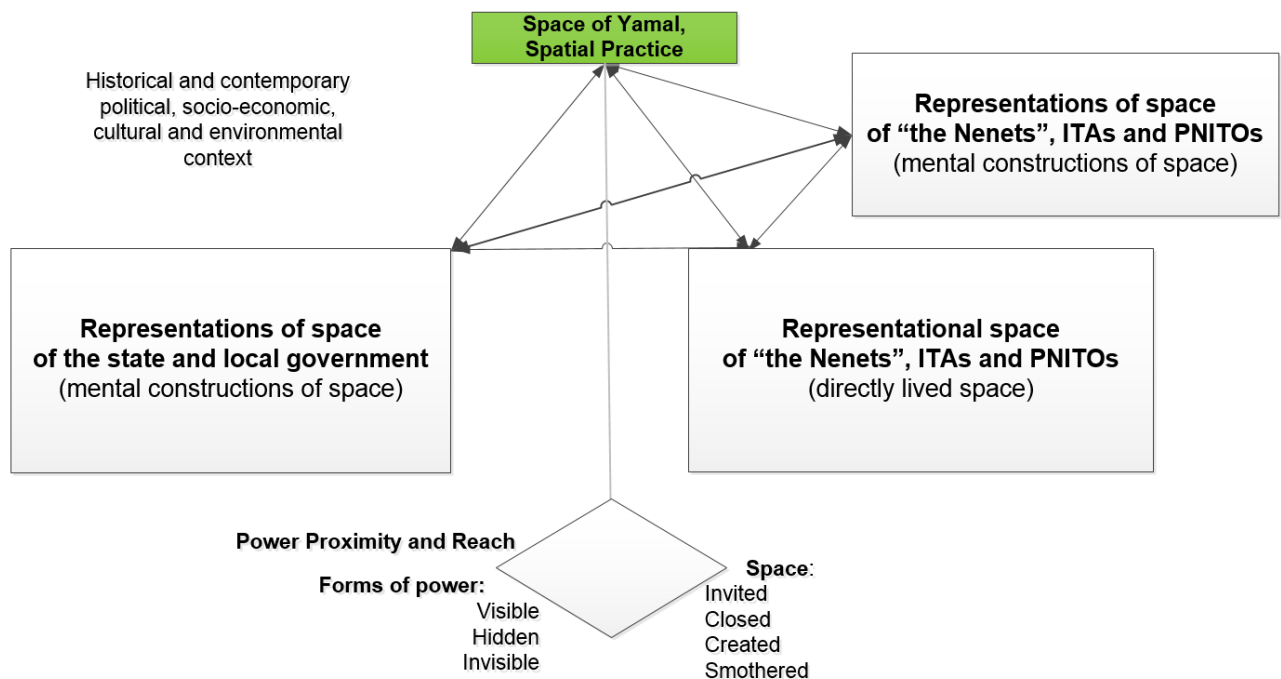 Space of Yamal,
Spatial Practice
Historical and contemporary
political, socio-economic,
cultural and environmental
context
Representations of space
of “the Nenets”, ITAs and PNITOs
(mental constructions of space)
Representations of space
of the state and local government
(mental constructions of space)
Representational space
of “the Nenets”, ITAs and PNITOs
(directly lived space)
Power Proximity and Reach
Forms of power:
Visible
Hidden
Invisible
Space:
Invited
Closed
Created
Smothered